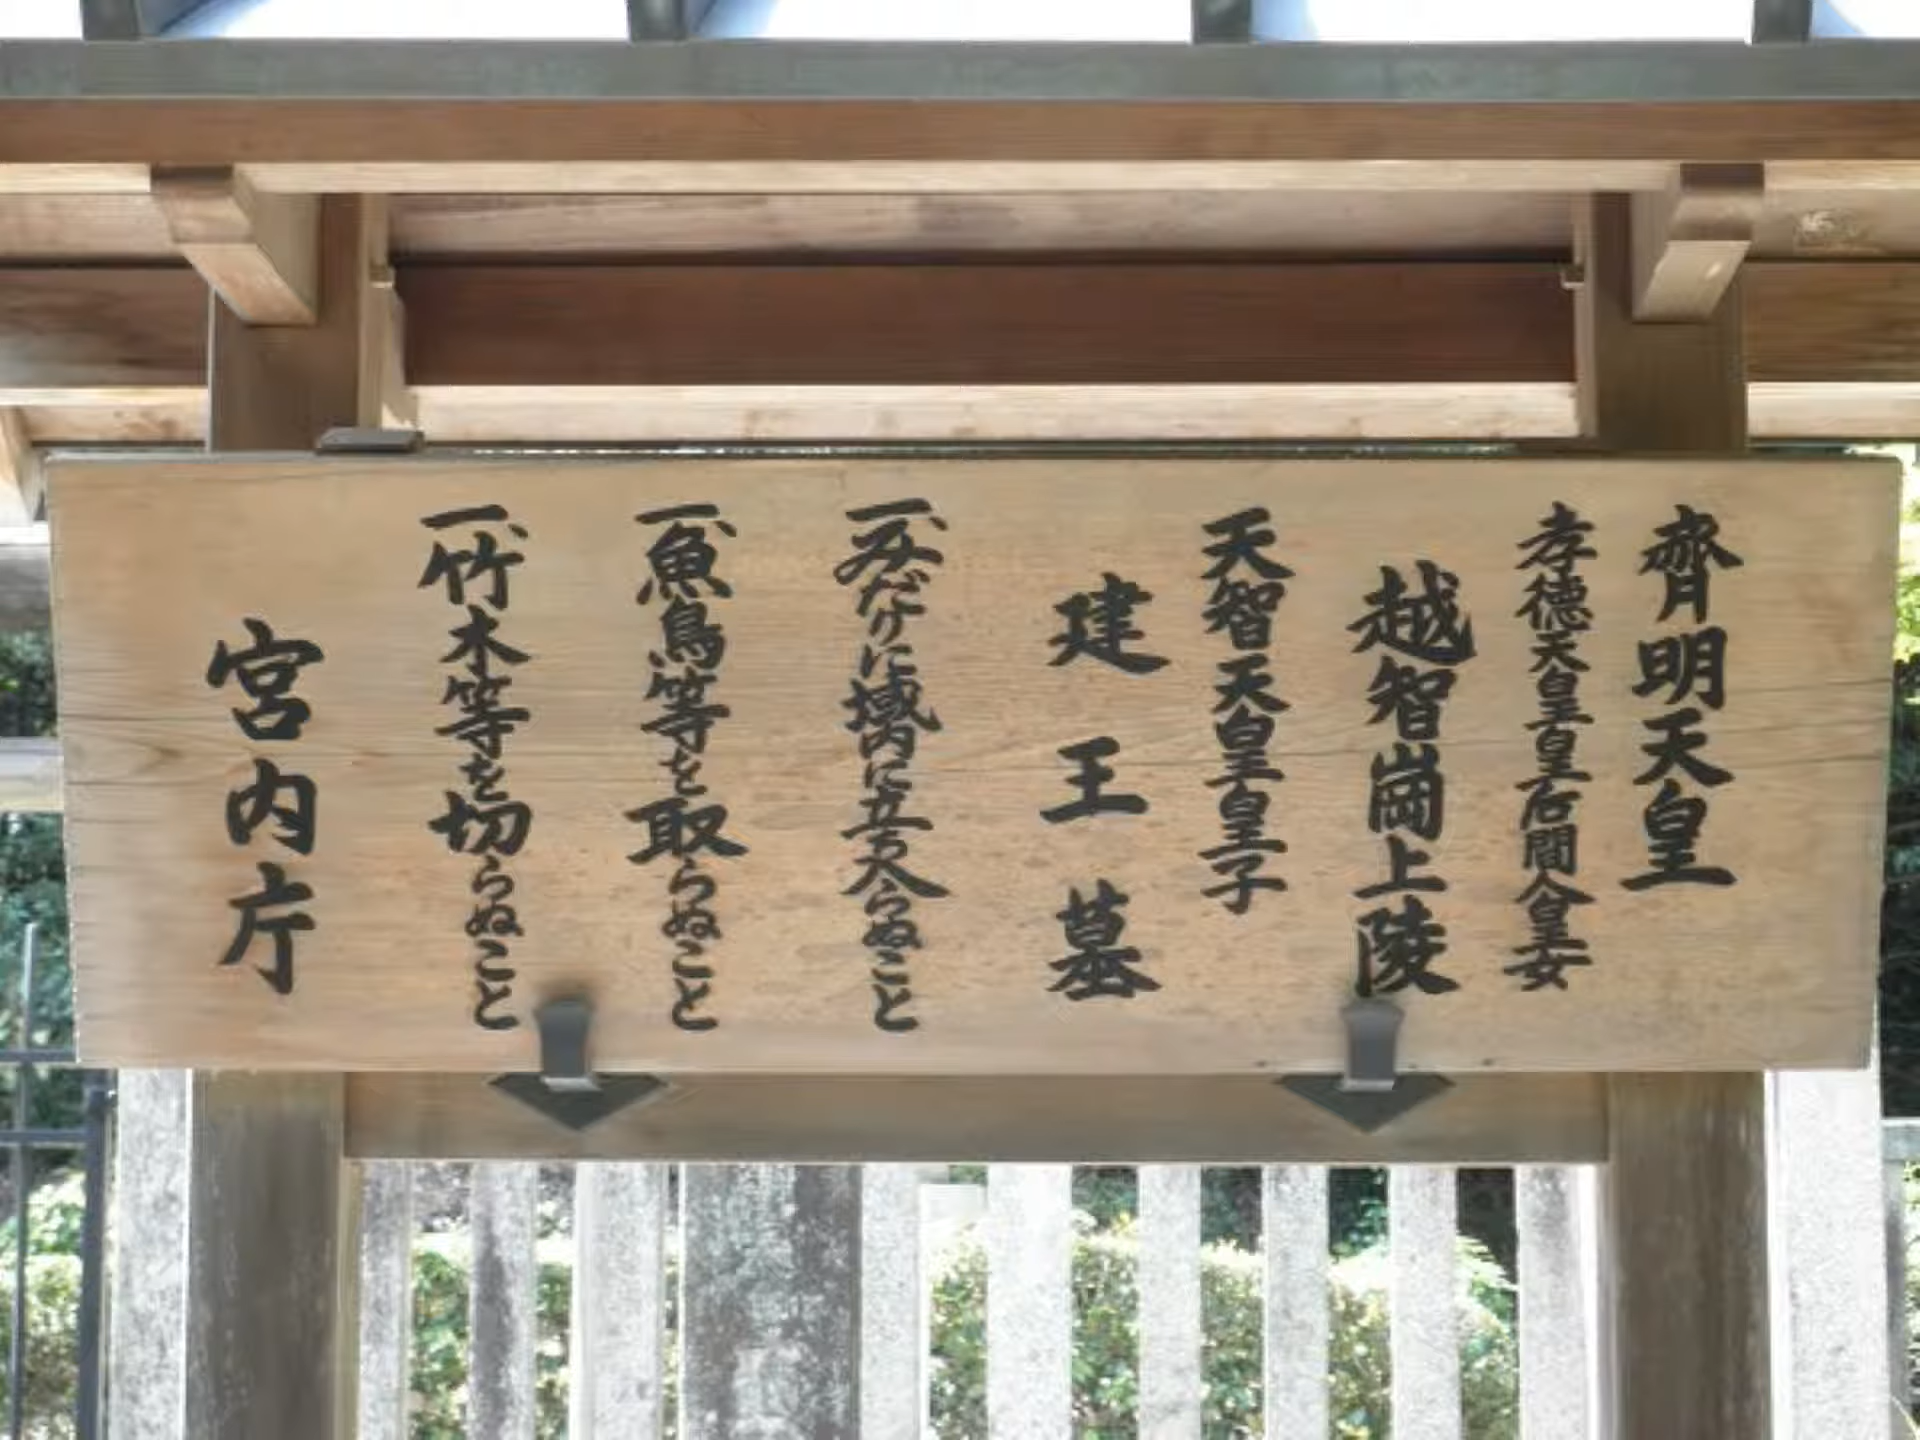 齊明天皇
孝徳天皇皇后間人皇女
越智崗上陵
天智天皇皇子
建王墓
一、みだりに域内に立ち入らぬこと
一、魚鳥等を取らぬこと
一、竹木等を切らぬこと
宮内庁